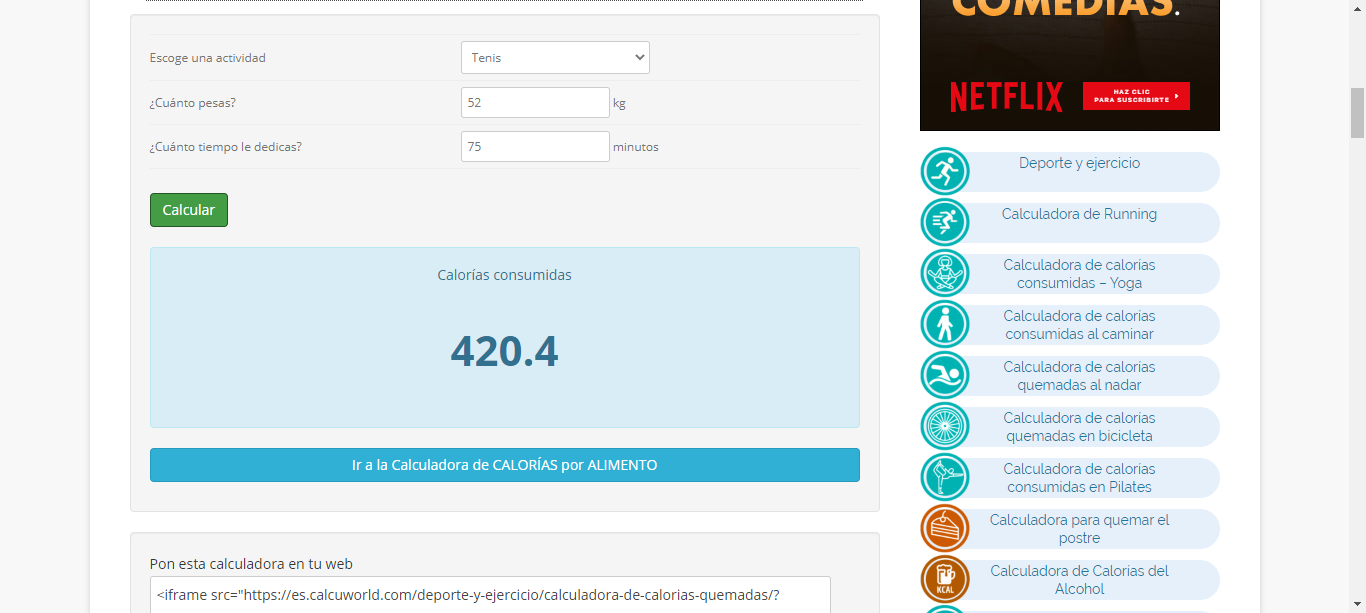 COMEDIAS.
Escoge una actividad
Tenis
¿Cuánto pesas?
52
kg
¿Cuánto tiempo le dedicas?
75
minutos
Calcular
Calorías consumidas
420.4
Ir a la Calculadora de CALORÍAS por ALIMENTO
Pon esta calculadora en tu web
<iframe src="https://es.calcuworld.com/deporte-y-ejercicio/calculadora-de-calorias-quemadas/?
NETFLIX
HAZ CLIC
PARA SUSCRIBIRTE
Deporte y ejercicio
Calculadora de Running
Calculadora de calorías
consumidas – Yoga
Calculadora de calorías
consumidas al caminar
Calculadora de calorías
quemadas al nadar
Calculadora de calorías
quemadas en bicicleta
Calculadora de calorías
consumidas en Pilates
Calculadora para quemar el
postre
KCAL
Calculadora de Calorías del
Alcohol